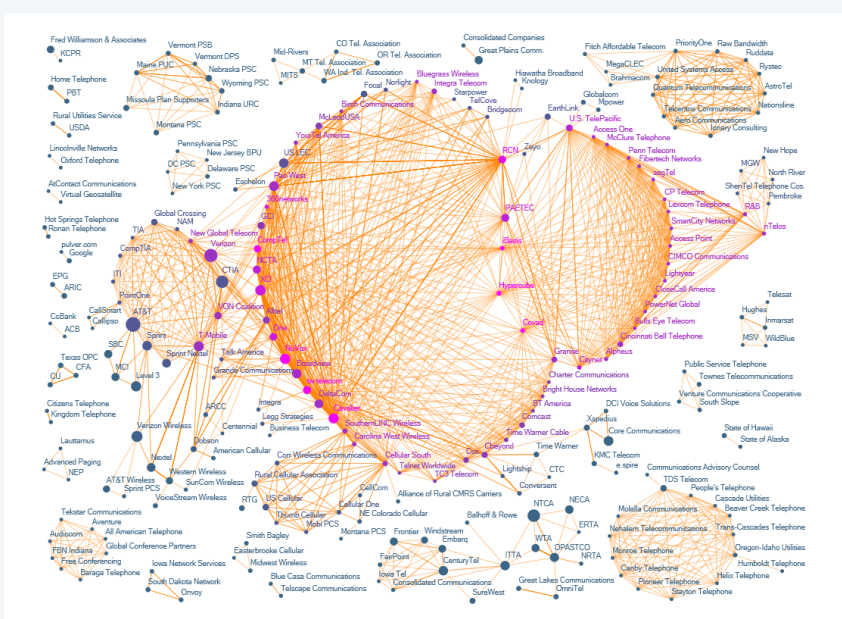 Fred Williamson & Associates
KCPR
Home Telephone
PBT
Rural Utilities Service
USDA
Lincolnville Networks
Oxford Telephone
AtContact Communications
Virtual Geosatellite
Hot Springs Telephone
Ronan Telephone
pulver.com
Google
EPG
ARIC
CoBank
ACB
Vermont PSB
Vermont DPS
Maine PUC
Nebraska PSC
Wyoming PSC
Missoula Plan Supporters
Indiana URC
Montana PSC
Pennsylvania PSC
New Jersey BPU
DC PSC
Delaware PSC
New York PSC
Mid-Rivers
MITS
CO Tel. Association
OR Tel. Association
MT Tel. Association
WA Ind. Tel. Association
Consolidated Companies
Great Plains Comm.
Bluegrass Wireless
Integra Telecom
Norlight
Focal
Birch Communications
McLeodUSA
YourTel America
US LEC
Pac-West
Eschelon
360networks
GCI
CompTel
NCTA
XO
Alltel
One
NuVox
Broadview
tw telecom
DeltaCom
Cavalier
SouthernLINC Wireless
Carolina West Wireless
Cellular South
Telnet Worldwide
TC3 Telecom
Starpower
TelCove
Bridgecom
Hiawatha Broadband
Knology
Globalcom
Mpower
EarthLink
Zayo
RCN
PAETEC
iBasis
Hypercube
Covad
U.S. TelePacific
Access One
McClure Telephone
Penn Telecom
Fibertech Networks
segTel
CP Telecom
Lexcom Telephone
SmartCity Networks
Access Point
CIMCO Communications
Lightyear
CloseCall America
PowerNet Global
Bulls Eye Telecom
Cincinnati Bell Telephone
Alpheus
Granite
Citynet
Charter Communications
Bright House Networks
BT America
Comcast
Time Warner Cable
Cbeyond
Cox
Fitch Affordable Telecom
MegaCLEC
Brahmacom
PriorityOne
Raw Bandwidth
Ruddata
United Systems Access
Rystec
Quantum Telecommunications
AstroTel
Nationsline
Telcentrex Communications
Aero Communications
Ionary Consulting
New Hope
MGW
North River
ShenTel
Telephone Cos.
Pembroke
R&B
nTelos
Telesat
Hughes
Inmarsat
MSV
WildBlue
Public Service Telephone
Townes Telecommunications
Venture Communications Cooperative
South Slope
State of Hawaii
State of Alaska
Global Crossing
NAM
TIA
New Global Telecom
Verizon
CompTIA
CTIA
ITI
PointOne
VON Coalition
AT&T
CallSmart
Callipso
T-Mobile
Sprint
Sprint Nextel
SBC
MCI
Level 3
Talk America
Grande Communications
Texas OPC
CFA
CU
Citizens Telephone
Kingdom Telephone
Lauttamus
Advanced Paging
NEP
ARCC
Centennial
Verizon Wireless
Dobson
American Cellular
Nextel
Western Wireless
AT&T Wireless
SunCom Wireless
Sprint PCS
VoiceStream Wireless
Integra
Legg Strategies
Business Telecom
Corr Wireless Communications
Rural Cellular Association
CellCom
RTG
US Cellular
Cellular One
Thumb Cellular
NE Colorado Cellular
Mobi PCS
Montana PCS
Alliance of Rural CMRS Carriers
DCI Voice Solutions
Xspedius
Core Communications
KMC Telecom
e.spire
Time Warner
Lightship
CTC
Conversent
Communications Advisory Counsel
TDS Telecom
People's Telephone
Cascade Utilities
Molalla Communications
Beaver Creek Telephone
Nehalem Telecommunications
Trans-Cascades Telephone
Monroe Telephone
Oregon-Idaho Utilities
Canby Telephone
Humboldt Telephone
Pioneer Telephone
Helix Telephone
Stayton Telephone
Tekstar Communications
Aventure
Audiocom
All American Telephone
FBN Indiana
Global Conference Partners
Free Conferencing
Baraga Telephone
Iowa Network Services
South Dakota Network
Onvoy
Smith Bagley
Easterbrooke Cellular
Midwest Wireless
Blue Casa Communications
Telscape Communications
Balhoff & Rowe
Frontier
Windstream
Embarq
FairPoint
CenturyTel
Iowa Tel
Consolidated Communications
ITTA
SureWest
NTCA
NECA
ERTA
WTA
OPASTCO
NRTA
Great Lakes Communications
OmniTel